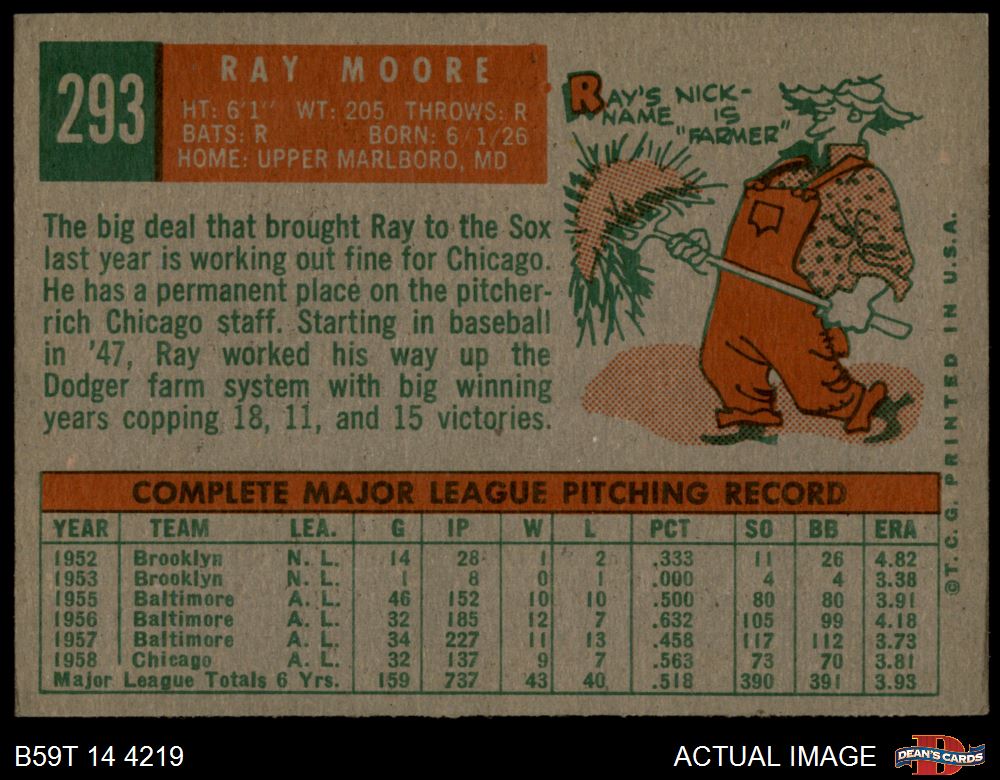 293
RAY MOORE
HT: 6'1" WT: 205 THROWS: R
BATS: R BORN: 6/1/26
HOME: UPPER MARLBORO, MD
RAY'S NICK-
NAME IS
"FARMER"
The big deal that brought Ray to the Sox
last year is working out fine for Chicago.
He has a permanent place on the pitcher-
rich Chicago staff. Starting in baseball
in '47, Ray worked his way up the
Dodger farm system with big winning
years copping 18, 11, and 15 victories.
COMPLETE MAJOR LEAGUE PITCHING RECORD
YEAR TEAM LEA. G IP W L PCT SO BB ERA
1952 Brooklyn N. L. 14 28 1 2 .333 11 26 4.82
1953 Brooklyn N. L. 1 8 0 1 .000 4 4 3.38
1955 Baltimore A. L. 46 152 10 10 .500 80 80 3.91
1956 Baltimore A. L. 32 185 12 7 .632 105 99 4.18
1957 Baltimore A. L. 34 227 11 13 .458 117 112 3.73
1958 Chicago A. L. 32 137 9 7 .563 73 70 3.81
Major League Totals 6 Yrs. 159 737 43 40 .518 390 391 3.93
©T.C.G. PRINTED IN U.S.A.
B59T 14 4219
ACTUAL IMAGE
D
DEAN'S CARDS